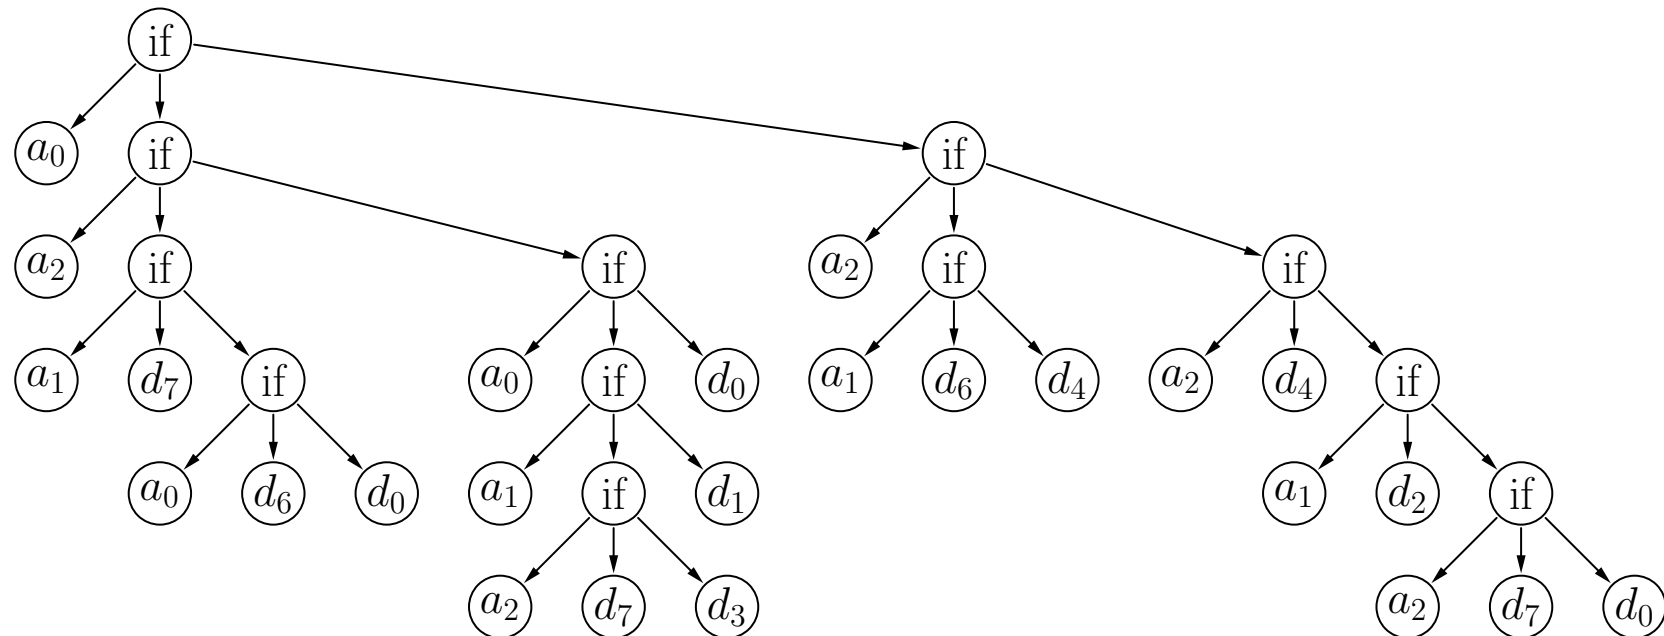 if
a₀ if if
a₂ if if a₂ if if
a₁ d₇ if a₀ if d₀ a₁ d₆ d₄ a₂ d₄ if
a₀ d₆ d₀ a₁ if d₁ a₁ d₂ if
a₂ d₇ d₃ a₂ d₇ d₀